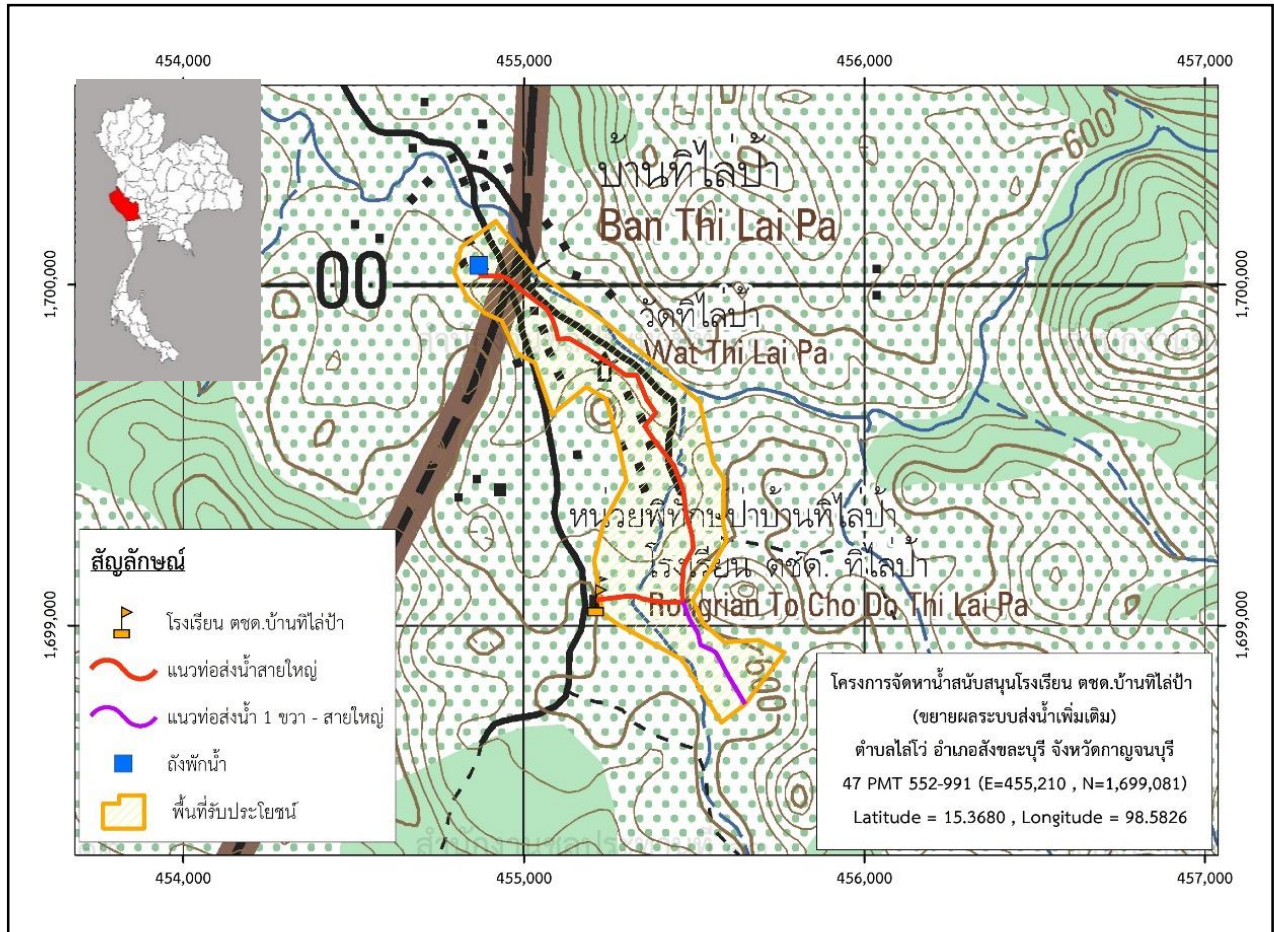 454,000
455,000
456,000
457,000
1,700,000
1,700,000
600
บ้านทิไล่ป้า
Ban Thi Lai Pa
00
วัดทิไล่ป้า
Wat Thi Lai Pa
หน่วยพิทักษ์ป่าบ้านทิไล่ป้า
โรงเรียน ตชด. ทิไล่ป้า
Rongrian To Cho Do Thi Lai Pa
1,699,000
1,699,000
600
สัญลักษณ์
โรงเรียน ตชด.บ้านทิไล่ป้า
แนวท่อส่งน้ำสายใหญ่
แนวท่อส่งน้ำ 1 ขวา - สายใหญ่
ถังพักน้ำ
พื้นที่รับประโยชน์
โครงการจัดหาน้ำสนับสนุนโรงเรียน ตชด.บ้านทิไล่ป้า
(ขยายผลระบบส่งน้ำเพิ่มเติม)
ตำบลไล่โว่ อำเภอสังขละบุรี จังหวัดกาญจนบุรี
47 PMT 552-991 (E=455,210 , N=1,699,081)
Latitude = 15.3680 , Longitude = 98.5826
454,000
455,000
456,000
457,000